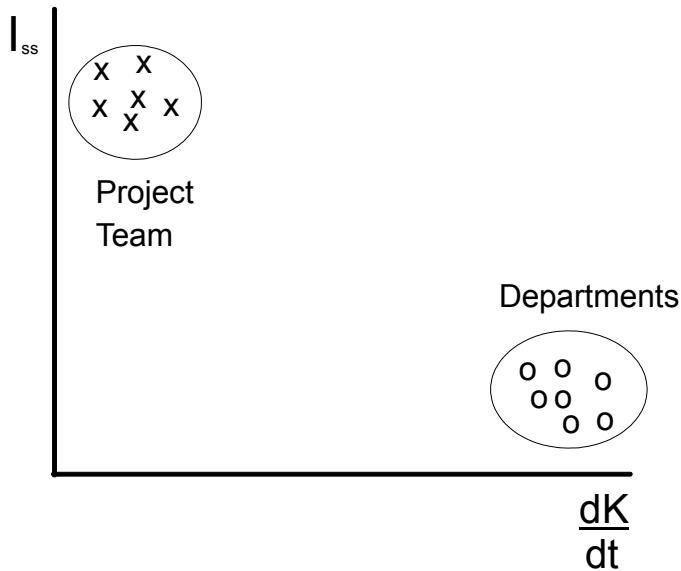 Iss
x x
x x x
x
Project
Team
Departments
o o o
o o
o o
dK
dt